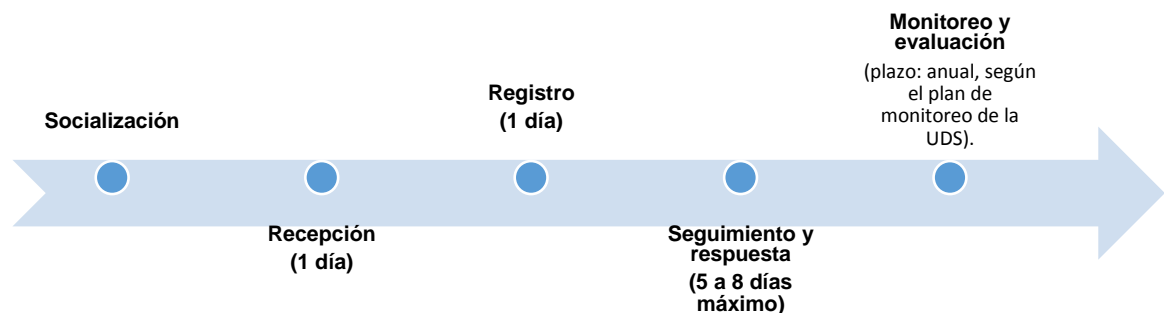 Socialización
Recepción
(1 día)
Registro
(1 día)
Seguimiento y
respuesta
(5 a 8 días
máximo)
Monitoreo y
evaluación
(plazo: anual, según
el plan de
monitoreo de la
UDS).